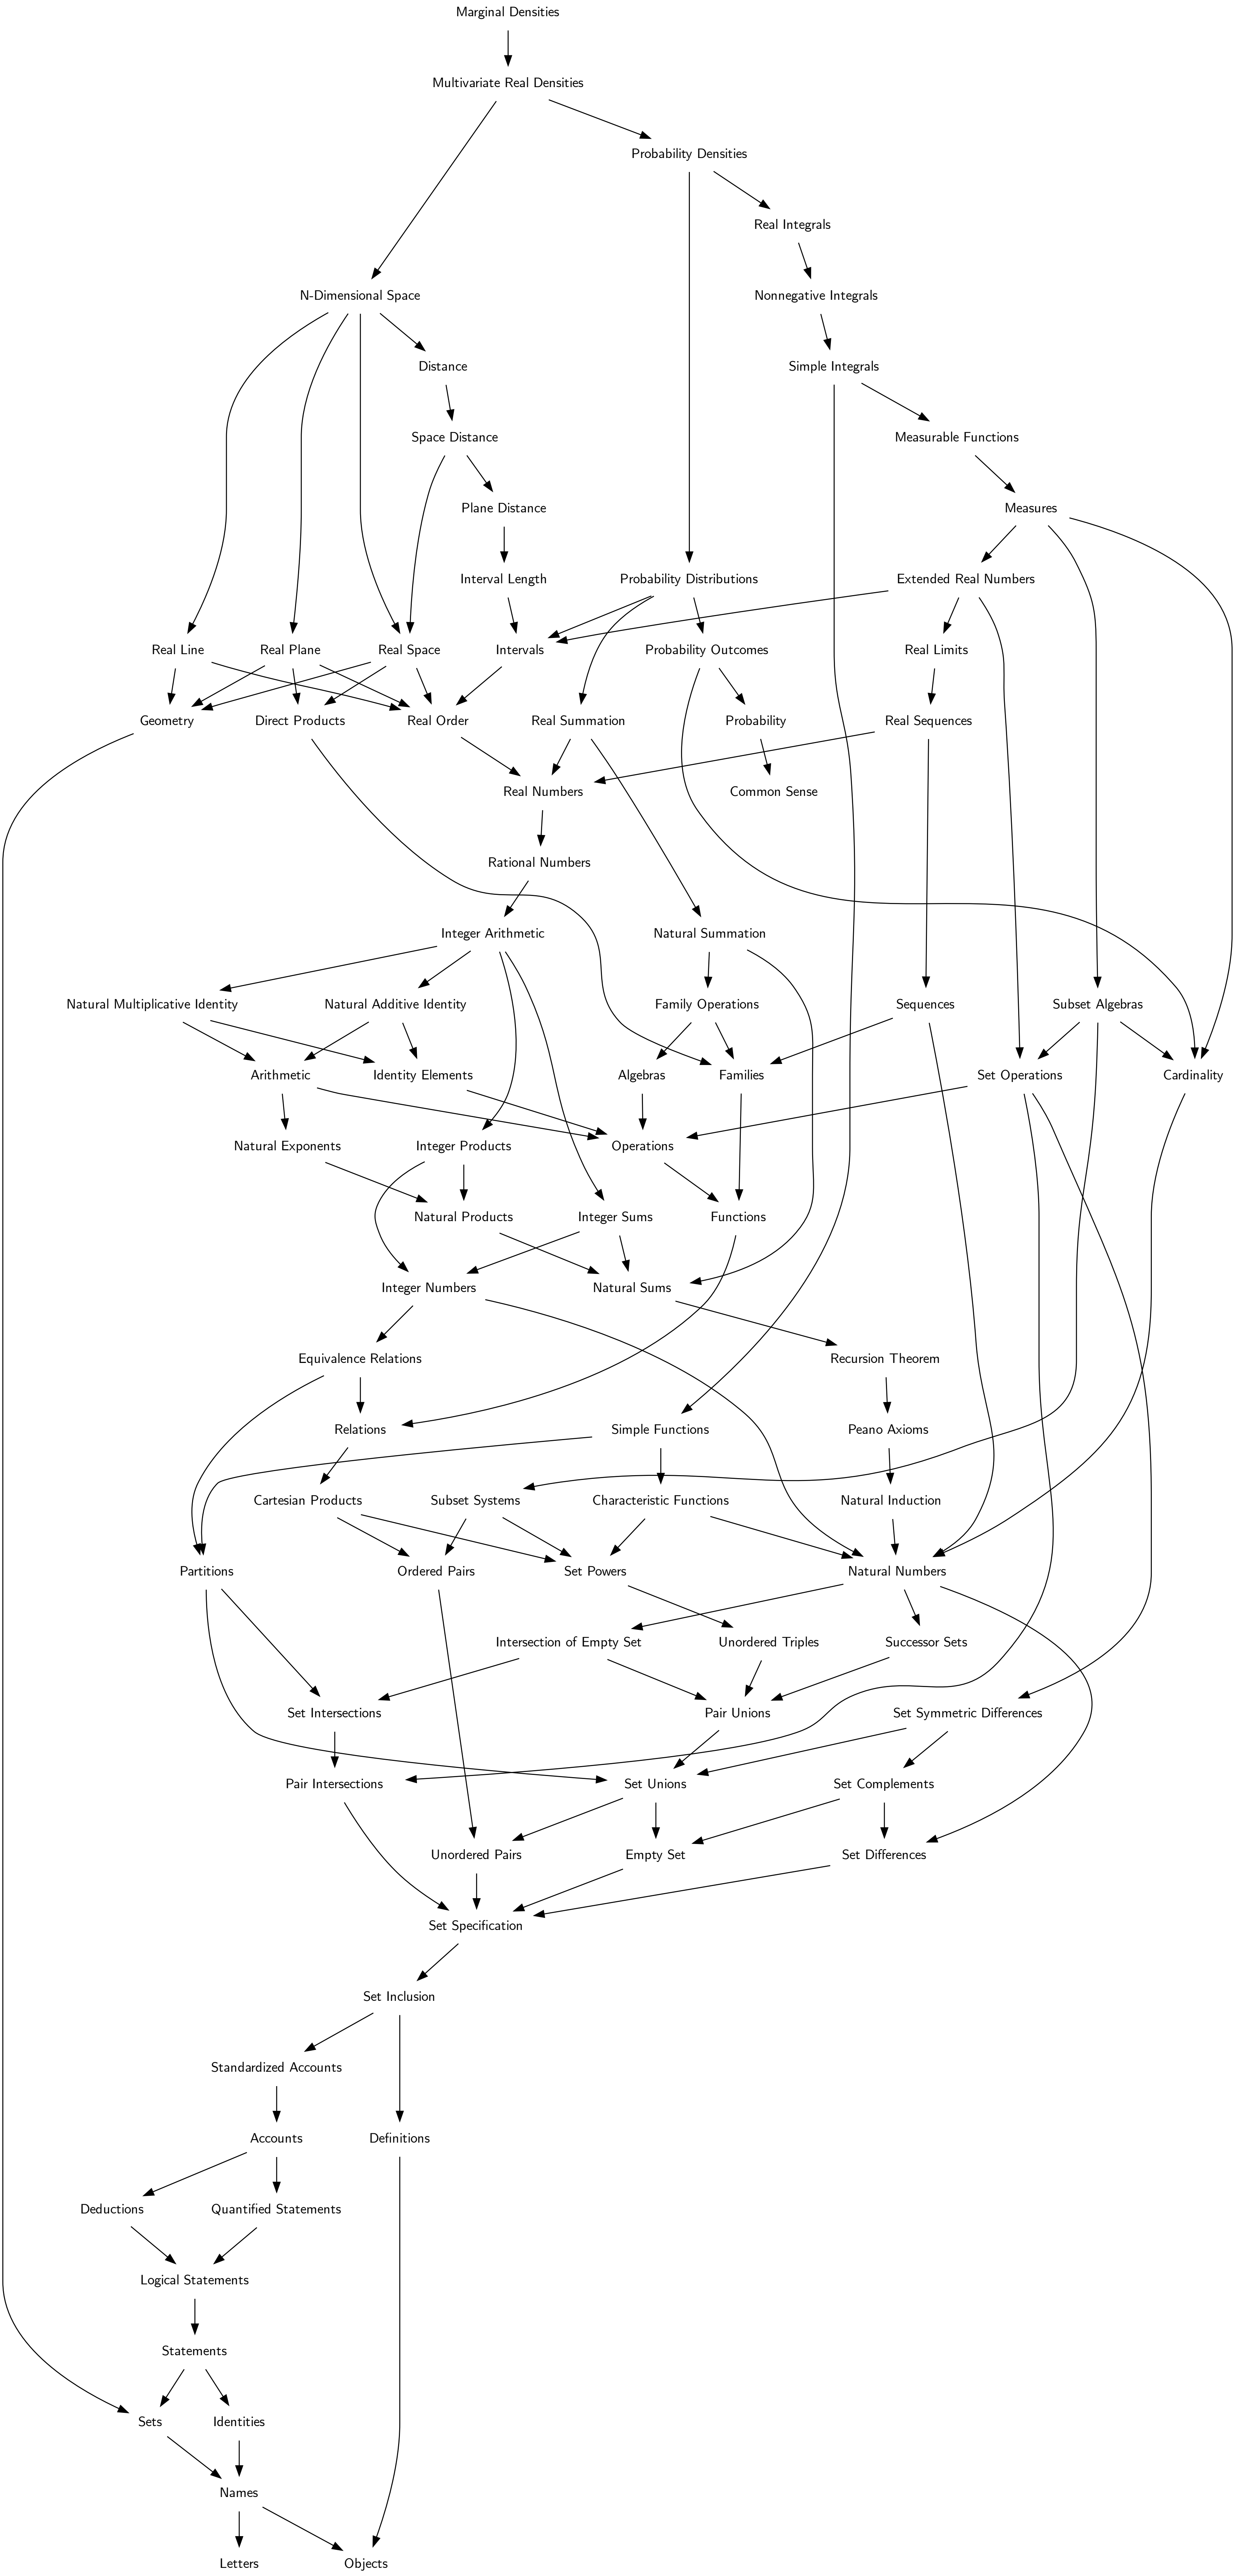 Marginal Densities
Multivariate Real Densities
Probability Densities
Real Integrals
N-Dimensional Space
Nonnegative Integrals
Distance
Simple Integrals
Space Distance
Measurable Functions
Plane Distance
Measures
Interval Length
Probability Distributions
Extended Real Numbers
Real Line
Real Plane
Real Space
Intervals
Probability Outcomes
Real Limits
Geometry
Direct Products
Real Order
Real Summation
Probability
Real Sequences
Real Numbers
Common Sense
Rational Numbers
Integer Arithmetic
Natural Summation
Natural Multiplicative Identity
Natural Additive Identity
Family Operations
Sequences
Subset Algebras
Arithmetic
Identity Elements
Algebras
Families
Set Operations
Cardinality
Natural Exponents
Integer Products
Operations
Natural Products
Integer Sums
Functions
Integer Numbers
Natural Sums
Equivalence Relations
Recursion Theorem
Relations
Simple Functions
Peano Axioms
Cartesian Products
Subset Systems
Characteristic Functions
Natural Induction
Partitions
Ordered Pairs
Set Powers
Natural Numbers
Intersection of Empty Set
Unordered Triples
Successor Sets
Set Intersections
Pair Unions
Set Symmetric Differences
Pair Intersections
Set Unions
Set Complements
Unordered Pairs
Empty Set
Set Differences
Set Specification
Set Inclusion
Standardized Accounts
Accounts
Definitions
Deductions
Quantified Statements
Logical Statements
Statements
Sets
Identities
Names
Letters
Objects